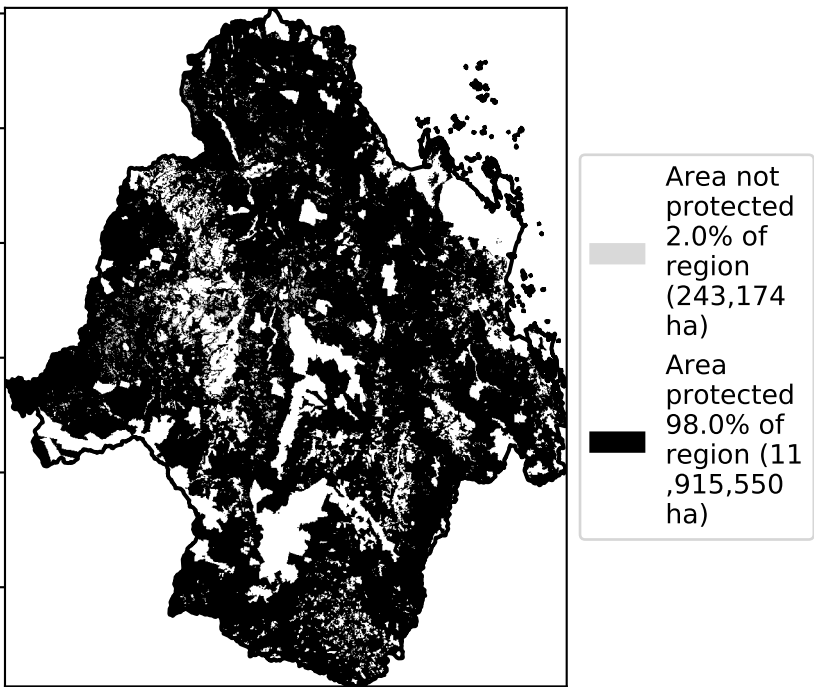 Area not
protected
2.0% of
region
(243,174
ha)
Area
protected
98.0% of
region (11
,915,550
ha)